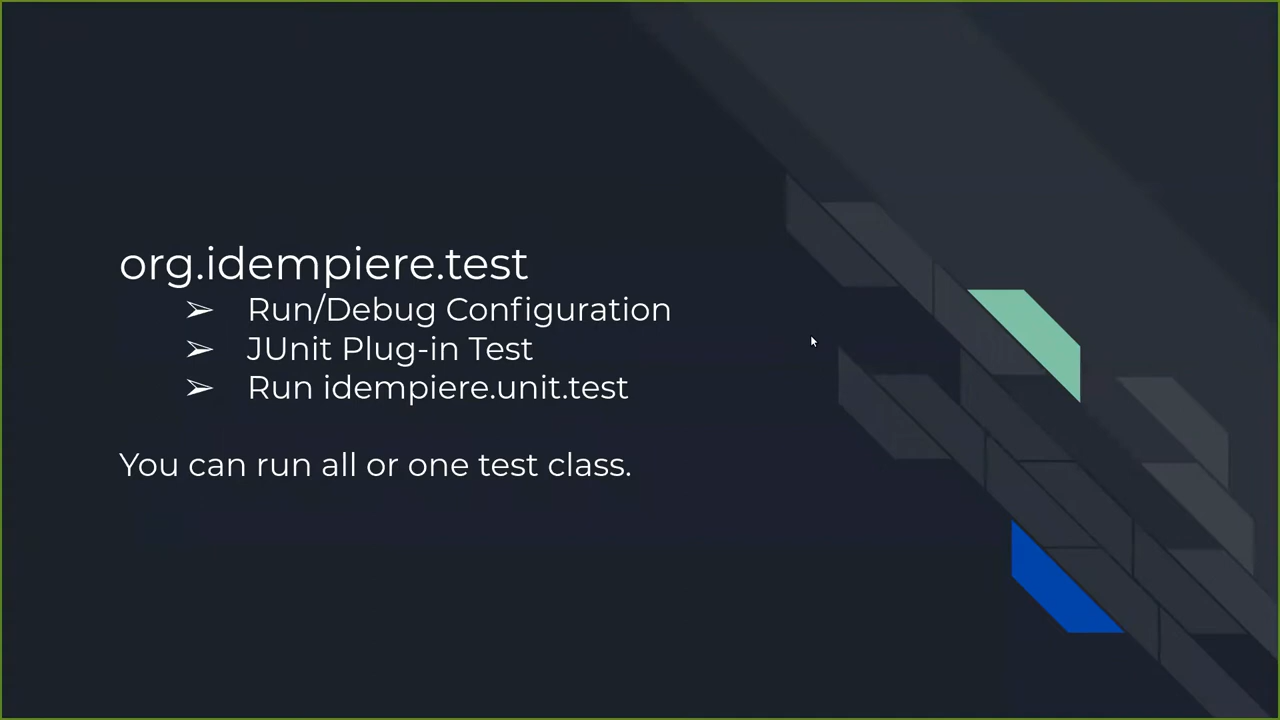 org.idempiere.test
➢ Run/Debug Configuration
➢ JUnit Plug-in Test
➢ Run idempiere.unit.test
You can run all or one test class.